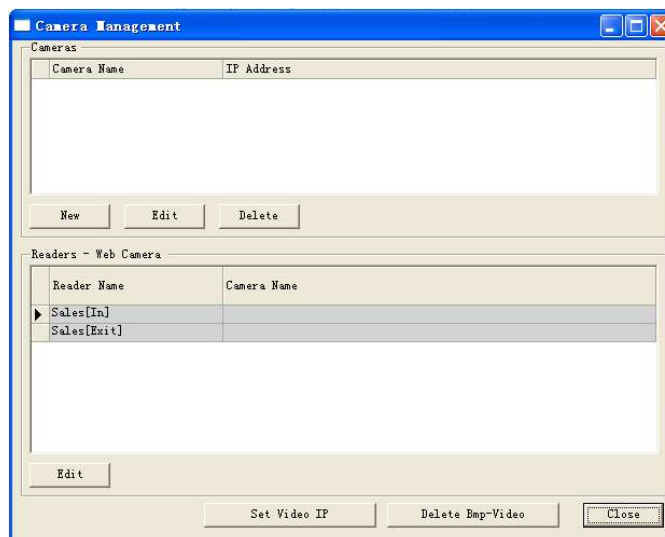 Camera Management
Cameras
Camera Name IP Address
New Edit Delete
Readers - Web Camera
Reader Name Camera Name
Sales[In]
Sales[Exit]
Edit
Set Video IP Delete Bmp-Video Close